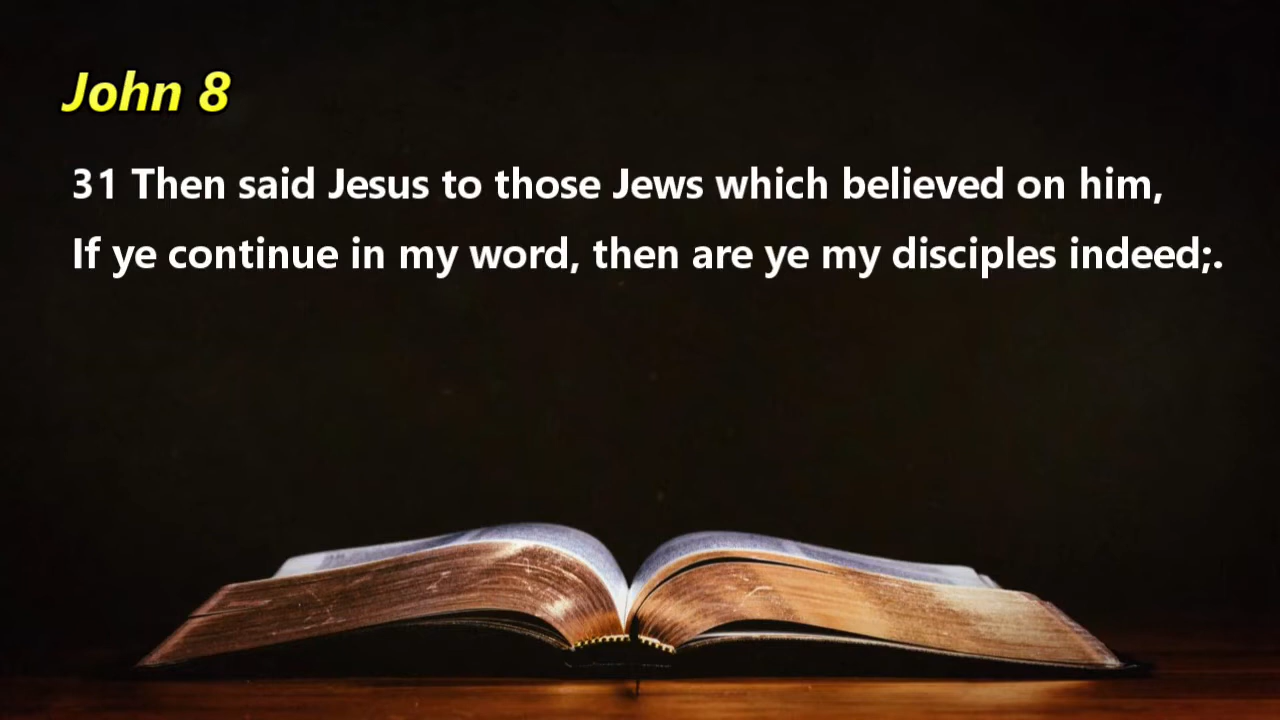 John 8
31 Then said Jesus to those Jews which believed on him,
If ye continue in my word, then are ye my disciples indeed;.